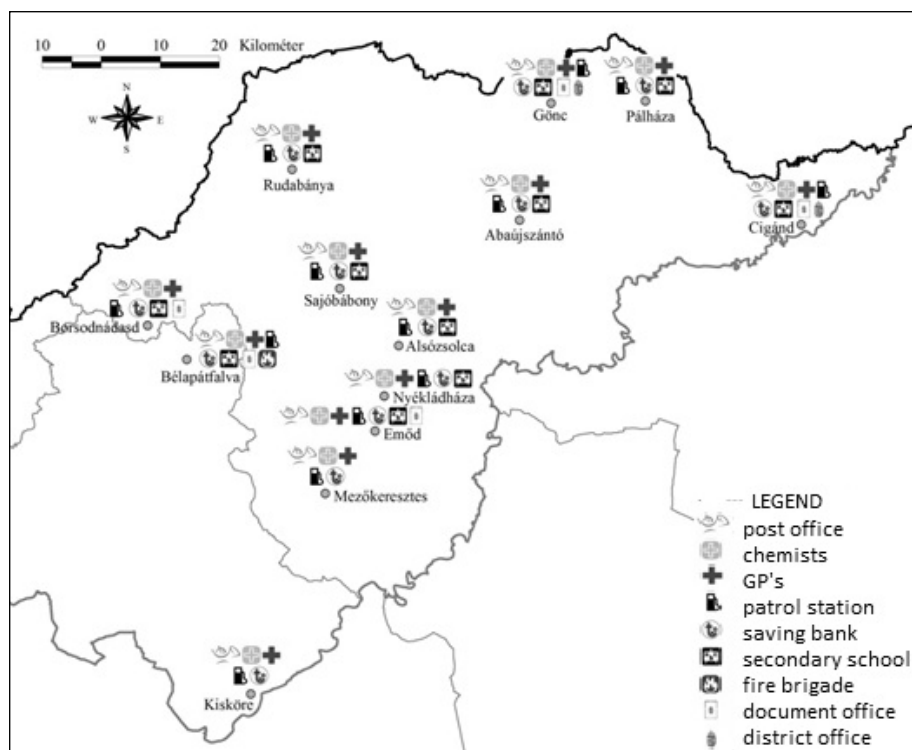 10 0 10 20 Kilométer
N
W E
S
Gönc
Pálháza
Rudabánya
Abaújszántó
Cigánd
Sajóbábony
Borsodnádasd
Alsózsolca
Bélapátfalva
Nyékládháza
Emőd
Mezőkeresztes
Kisköre
LEGEND
post office
chemists
GP's
patrol station
saving bank
secondary school
fire brigade
document office
district office